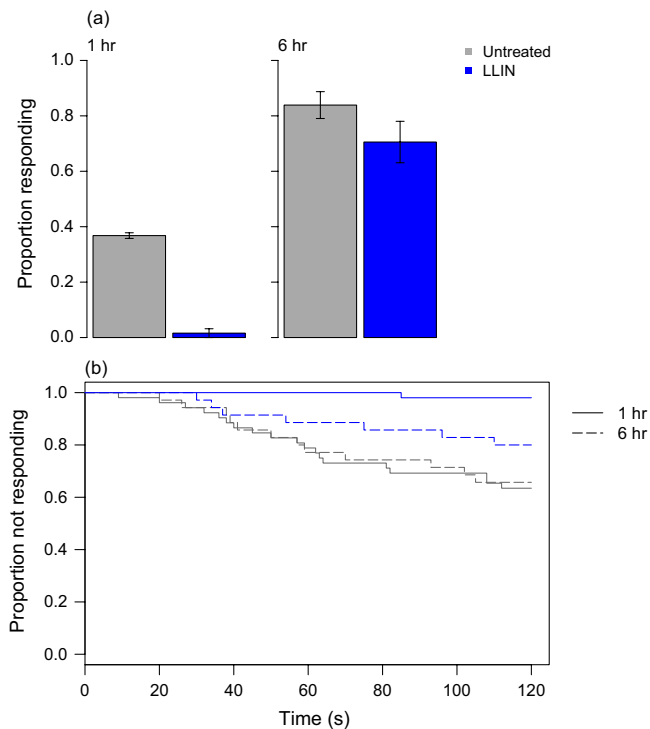 (a)
1 hr
6 hr
Untreated
LLIN
Proportion responding
1.0
0.8
0.6
0.4
0.2
0.0
(b)
Proportion not responding
1.0
0.8
0.6
0.4
0.2
0.0
1 hr
6 hr
0 20 40 60 80 100 120
Time (s)